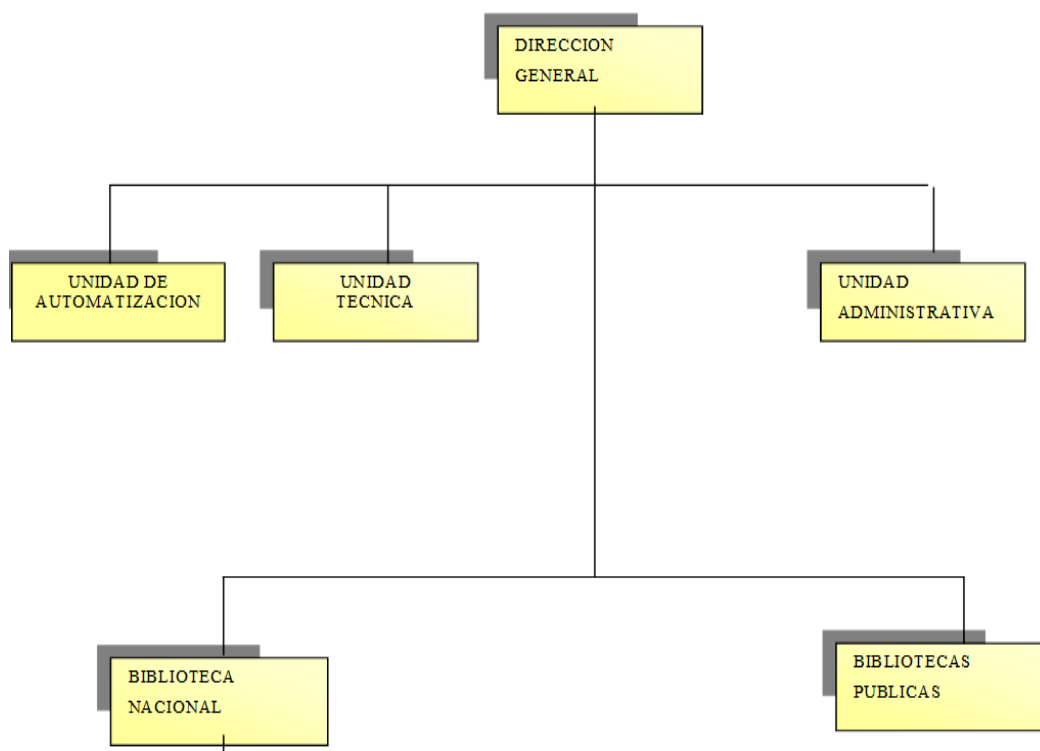 DIRECCION
GENERAL
UNIDAD DE
AUTOMATIZACION
UNIDAD
TECNICA
UNIDAD
ADMINISTRATIVA
BIBLIOTECA
NACIONAL
BIBLIOTECAS
PUBLICAS